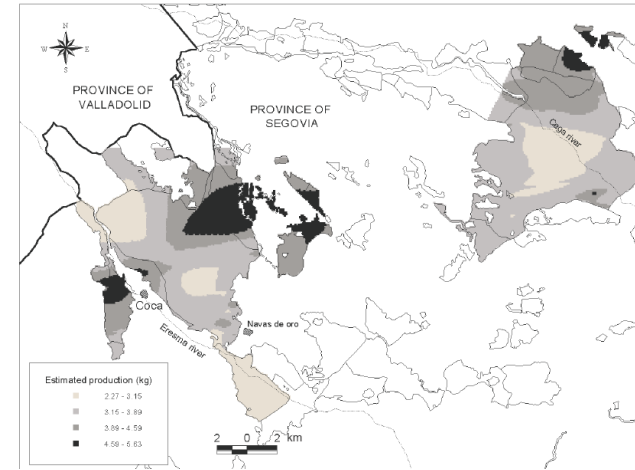 N
W E
S
PROVINCE OF
VALLADOLID
PROVINCE OF
SEGOVIA
Cega river
Coca
Navas de oro
Eresma river
Estimated production (kg)
2.27 - 3.15
3.15 - 3.89
3.89 - 4.59
4.59 - 5.63
2 0 2 km